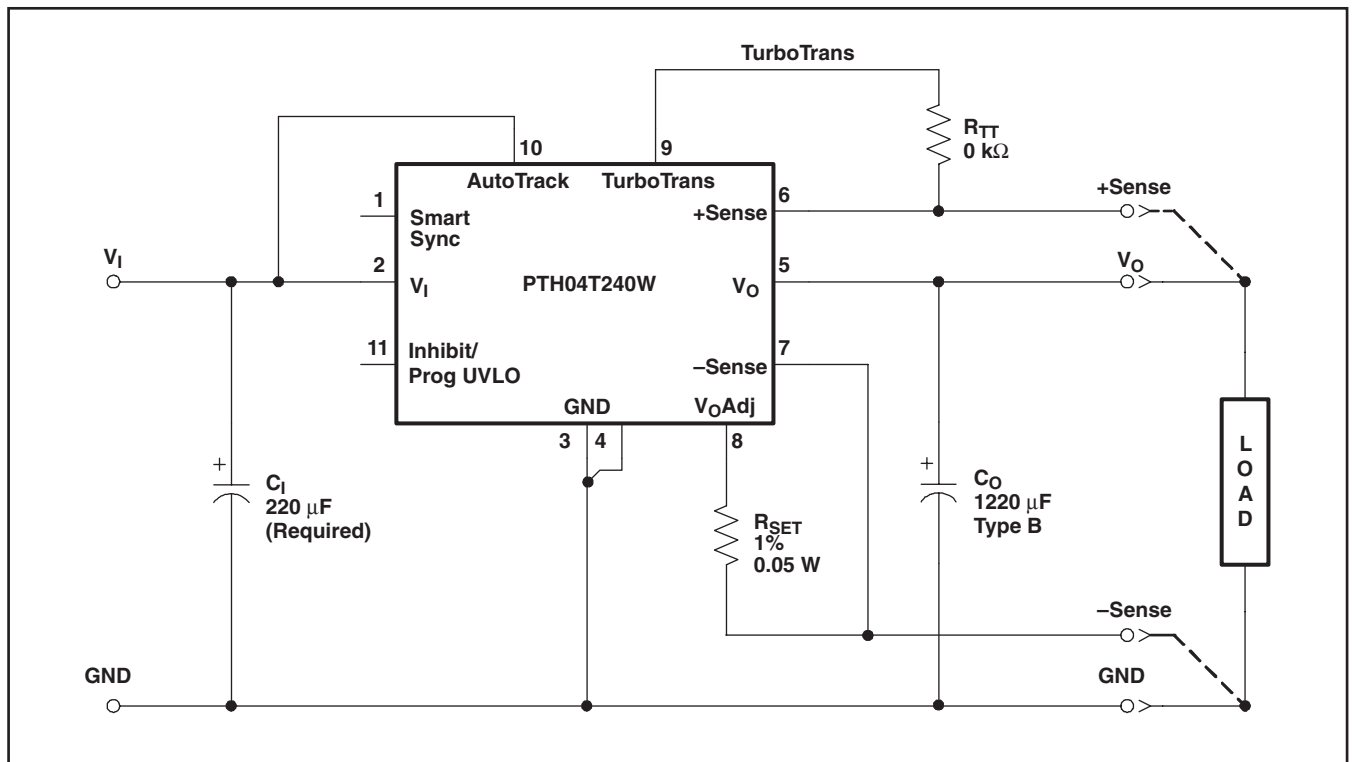 TurboTrans
R_TT
0 kΩ
10
9
AutoTrack
TurboTrans
1
Smart
Sync
6
+Sense
+Sense
V_I
2
V_I
PTH04T240W
5
V_O
V_O
11
Inhibit/
Prog UVLO
7
–Sense
GND
V_OAdj
3
4
8
+
C_I
220 µF
(Required)
R_SET
1%
0.05 W
+
C_O
1220 µF
Type B
L
O
A
D
–Sense
GND
GND